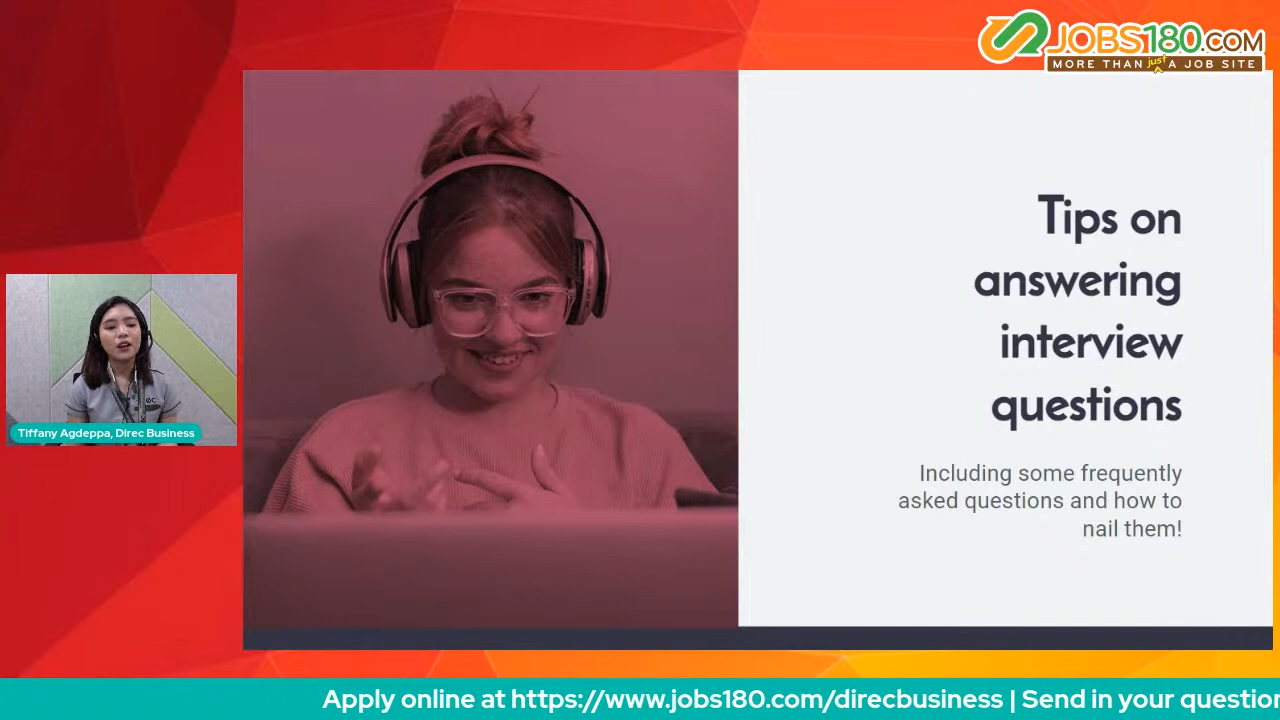 JOBS180.COM
MORE THAN just A JOB SITE
Tips on
answering
interview
questions
Including some frequently
asked questions and how to
nail them!
Tiffany Agdeppa, Direc Business
Apply online at https://www.jobs180.com/direcbusiness | Send in your question